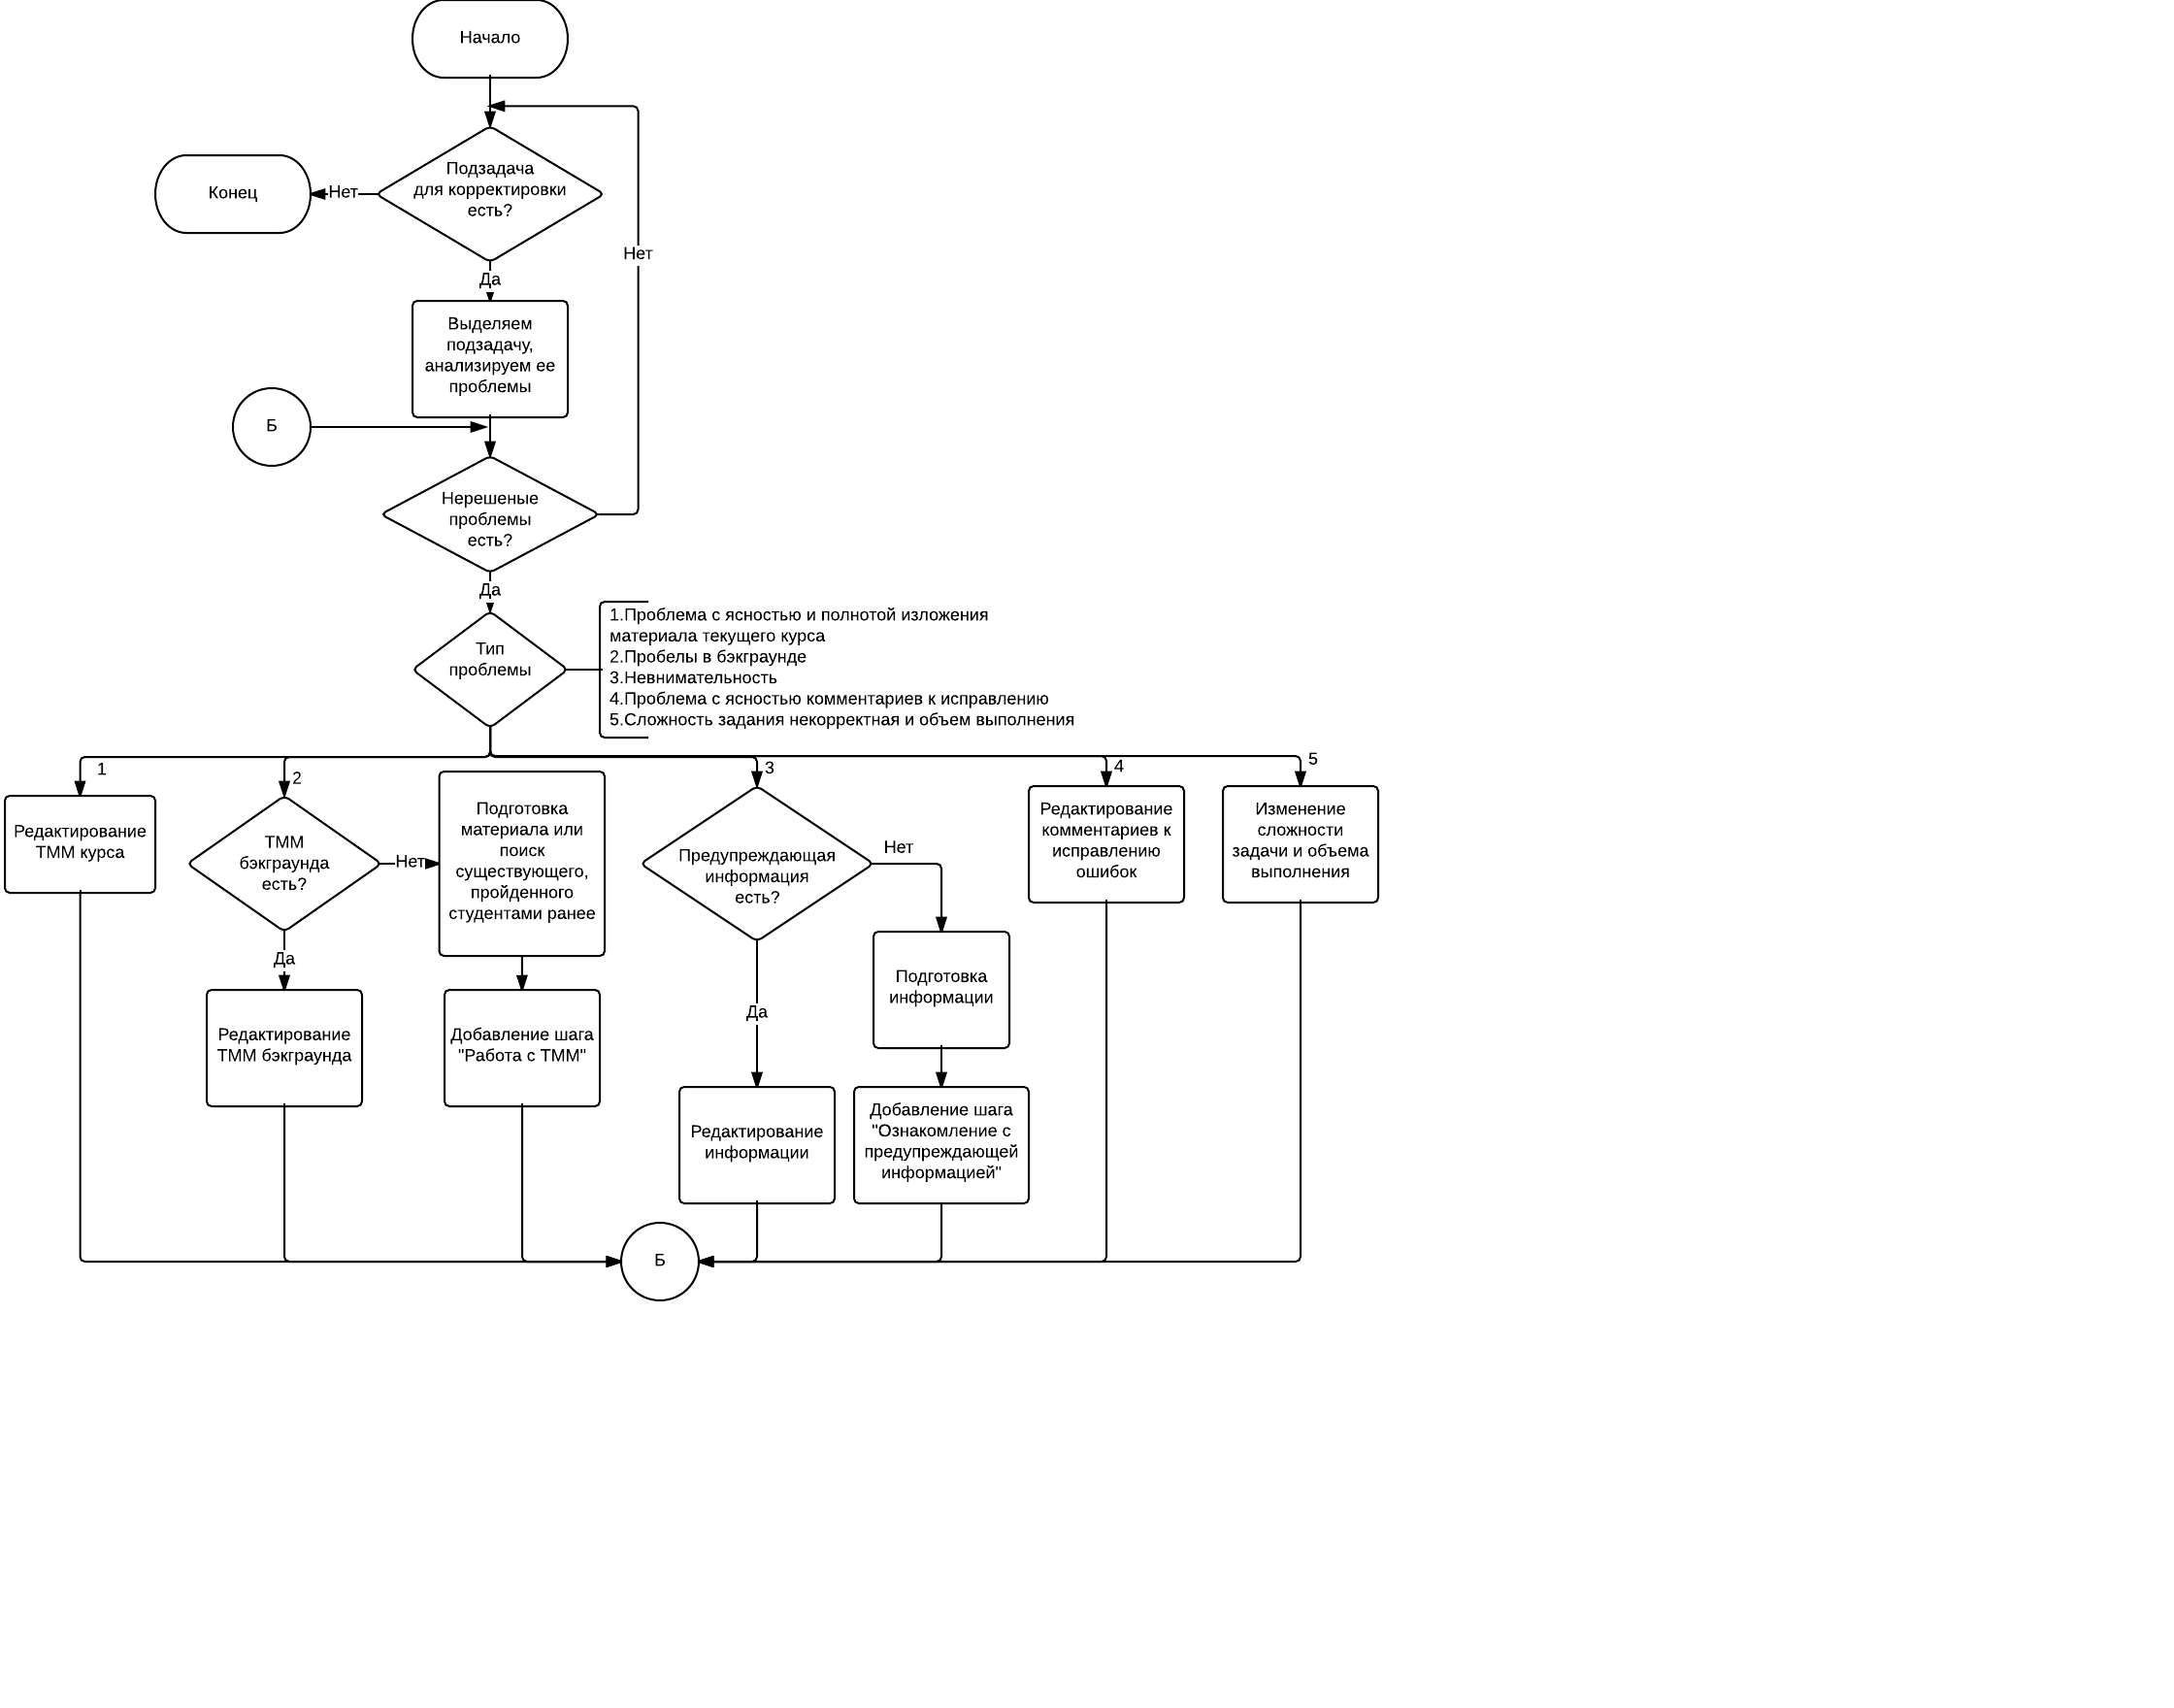 Начало
Подзадача
для корректировки
есть?
Нет
Конец
Нет
Да
Выделяем
подзадачу,
анализируем ее
проблемы
Б
Нерешеные
проблемы
есть?
Да
Тип
проблемы
1.Проблема с ясностью и полнотой изложения
материала текущего курса
2.Пробелы в бэкграунде
3.Невнимательность
4.Проблема с ясностью комментариев к исправлению
5.Сложность задания некорректная и объем выполнения
1
2
3
4
5
Редактирование
ТММ курса
ТММ
бэкграунда
есть?
Нет
Подготовка
материала или
поиск
существующего,
пройденного
студентами ранее
Предупреждающая
информация
есть?
Нет
Редактирование
комментариев к
исправлению
ошибок
Изменение
сложности
задачи и объема
выполнения
Да
Редактирование
ТММ бэкграунда
Добавление шага
"Работа с ТММ"
Да
Подготовка
информации
Редактирование
информации
Добавление шага
"Ознакомление с
предупреждающей
информацией"
Б